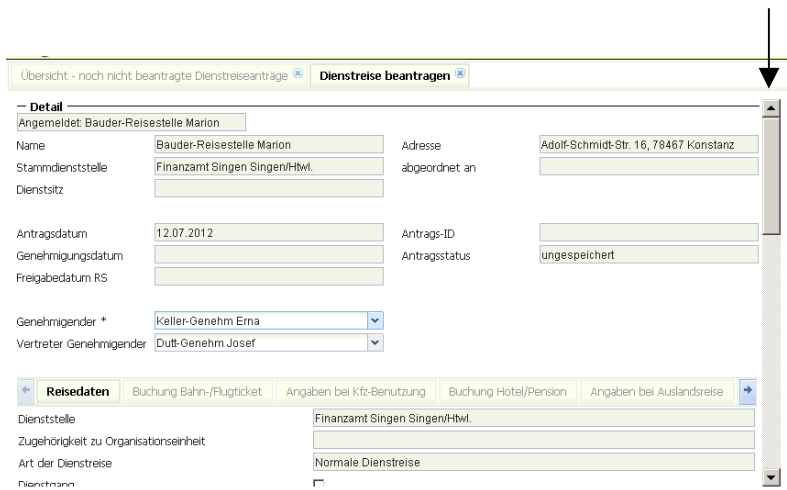 Übersicht - noch nicht beantragte Dienstreiseanträge Dienstreise beantragen
Detail
Angemeldet: Bauder-Reisestelle Marion
Name Bauder-Reisestelle Marion Adresse Adolf-Schmidt-Str. 16, 78467 Konstanz
Stammdienststelle Finanzamt Singen Singen/Htwl. abgeordnet an
Dienstsitz
Antragsdatum 12.07.2012 Antrags-ID
Genehmigungsdatum Antragsstatus ungespeichert
Freigabedatum RS
Genehmigender * Keller-Genehm Erna
Vertreter Genehmigender Dutt-Genehm Josef
Reisedaten Buchung Bahn-/Flugticket Angaben bei Kfz-Benutzung Buchung Hotel/Pension Angaben bei Auslandsreise
Dienststelle Finanzamt Singen Singen/Htwl.
Zugehörigkeit zu Organisationseinheit
Art der Dienstreise Normale Dienstreise
Dienstgang